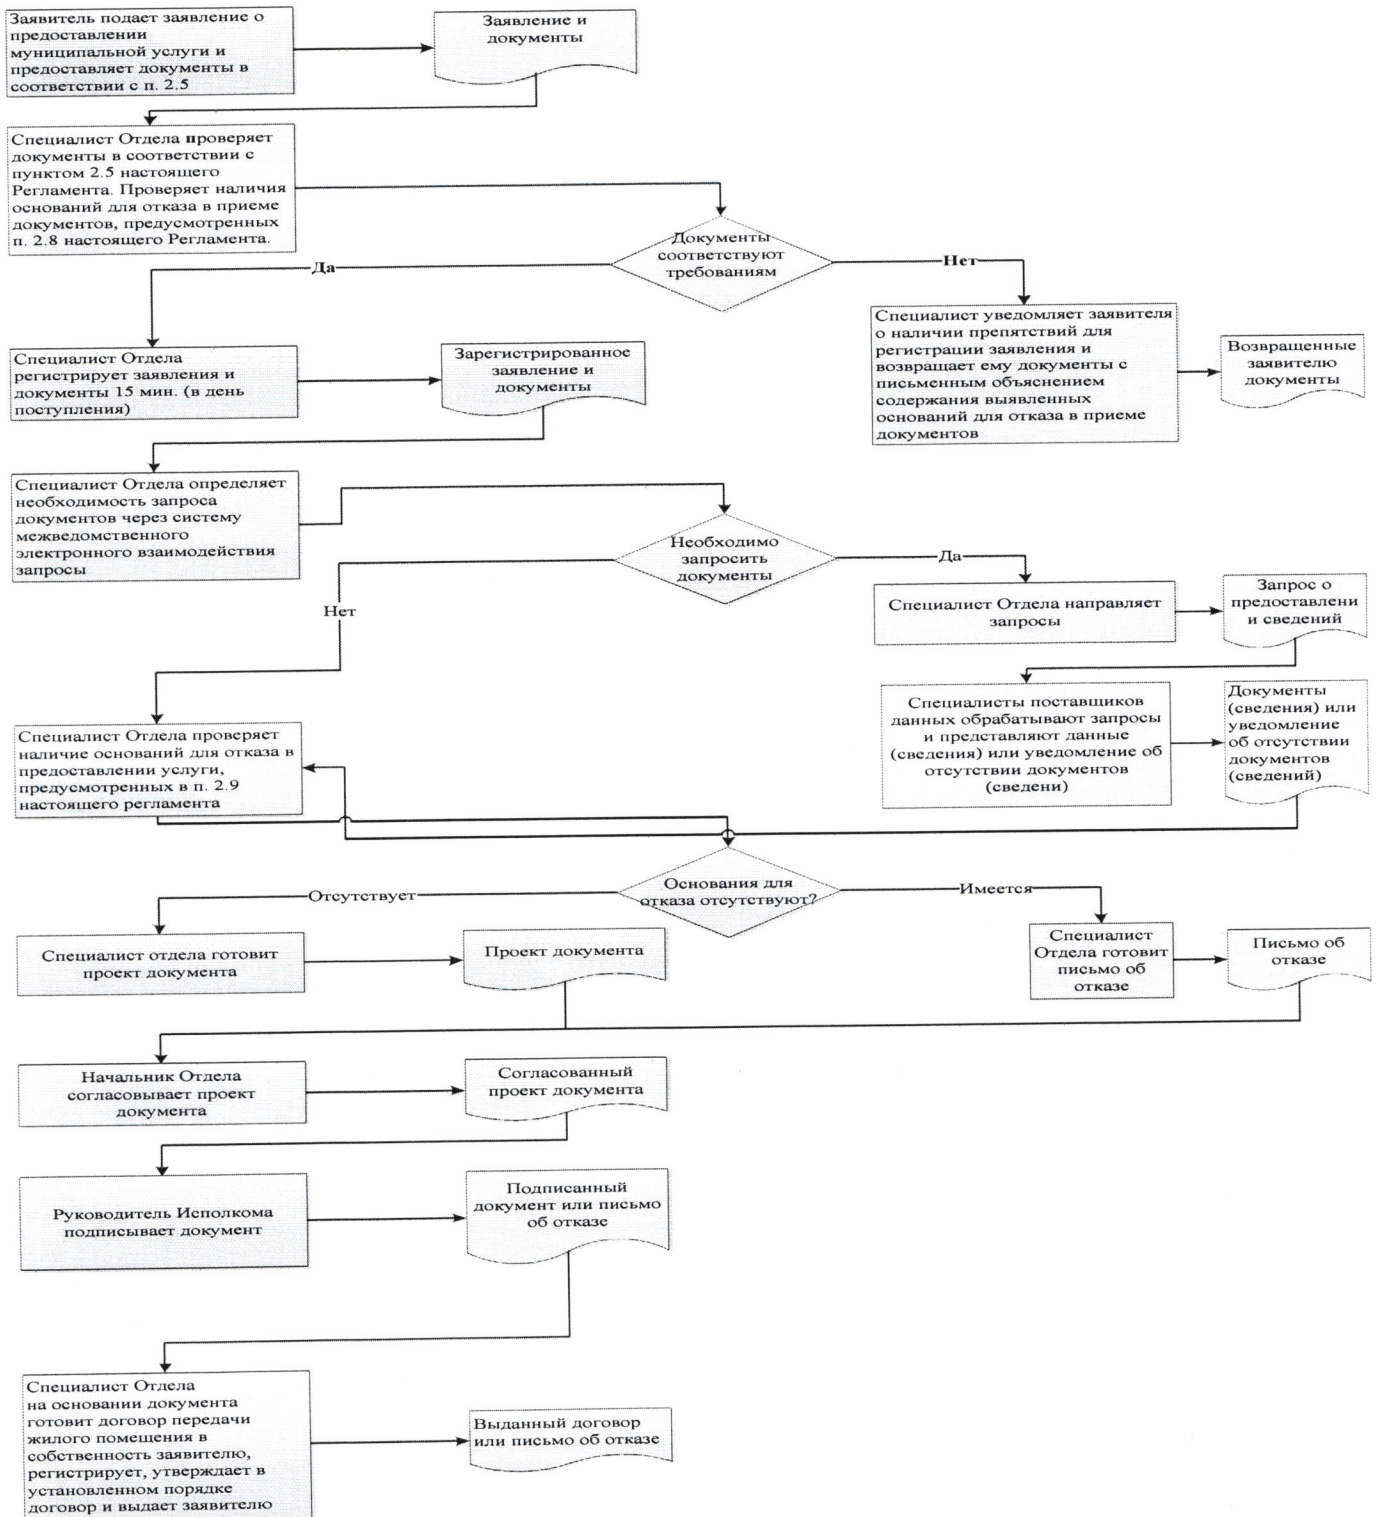 Заявитель подает заявление о
предоставлении
муниципальной услуги и
предоставляет документы в
соответствии с п. 2.5
Заявление и
документы
Специалист Отдела проверяет
документы в соответствии с
пунктом 2.5 настоящего
Регламента. Проверяет наличия
оснований для отказа в приеме
документов, предусмотренных
п. 2.8 настоящего Регламента.
Документы
соответствуют
требованиям
Да
Нет
Специалист Отдела
регистрирует заявления и
документы 15 мин. (в день
поступления)
Зарегистрированное
заявление и
документы
Специалист уведомляет заявителя
о наличии препятствий для
регистрации заявления и
возвращает ему документы с
письменным объяснением
содержания выявленных
оснований для отказа в приеме
документов
Возвращенные
заявителю
документы
Специалист Отдела определяет
необходимость запроса
документов через систему
межведомственного
электронного взаимодействия
запросы
Необходимо
запросить
документы
Да
Нет
Специалист Отдела направляет
запросы
Запрос о
предоставлени
и сведений
Специалисты поставщиков
данных обрабатывают запросы
и представляют данные
(сведения) или уведомление об
отсутствии документов
(сведени)
Документы
(сведения) или
уведомление
об отсутствии
документов
(сведений)
Специалист Отдела проверяет
наличие оснований для отказа в
предоставлении услуги,
предусмотренных в п. 2.9
настоящего регламента
Основания для
отказа отсутствуют?
Отсутствует
Имеется
Специалист отдела готовит
проект документа
Проект документа
Специалист
Отдела готовит
письмо об
отказе
Письмо об
отказе
Начальник Отдела
согласовывает проект
документа
Согласованный
проект документа
Руководитель Исполкома
подписывает документ
Подписанный
документ или письмо
об отказе
Специалист Отдела
на основании документа
готовит договор передачи
жилого помещения в
собственность заявителю,
регистрирует, утверждает в
установленном порядке
договор и выдает заявителю
Выданный договор
или письмо об отказе